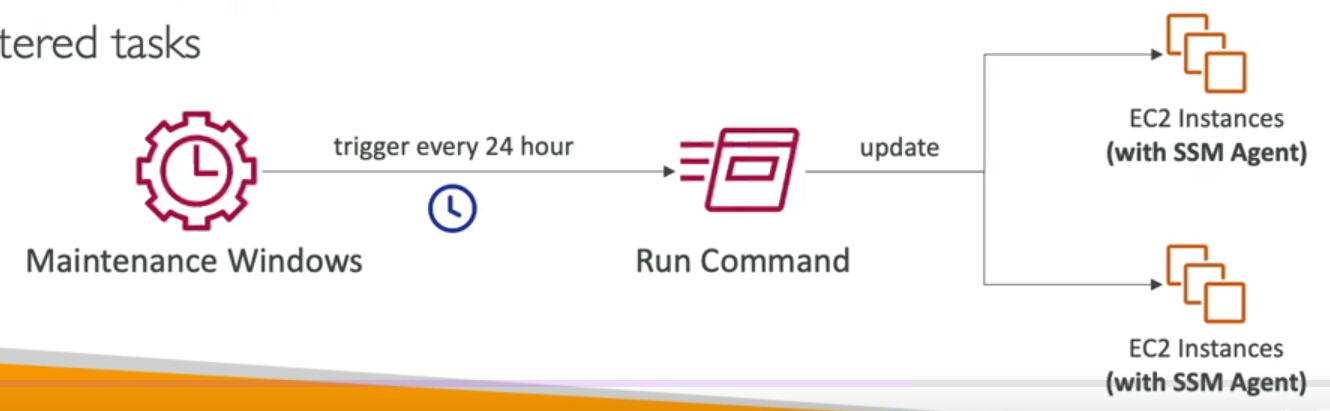 tered tasks
trigger every 24 hour
update
EC2 Instances
(with SSM Agent)
Maintenance Windows
Run Command
EC2 Instances
(with SSM Agent)